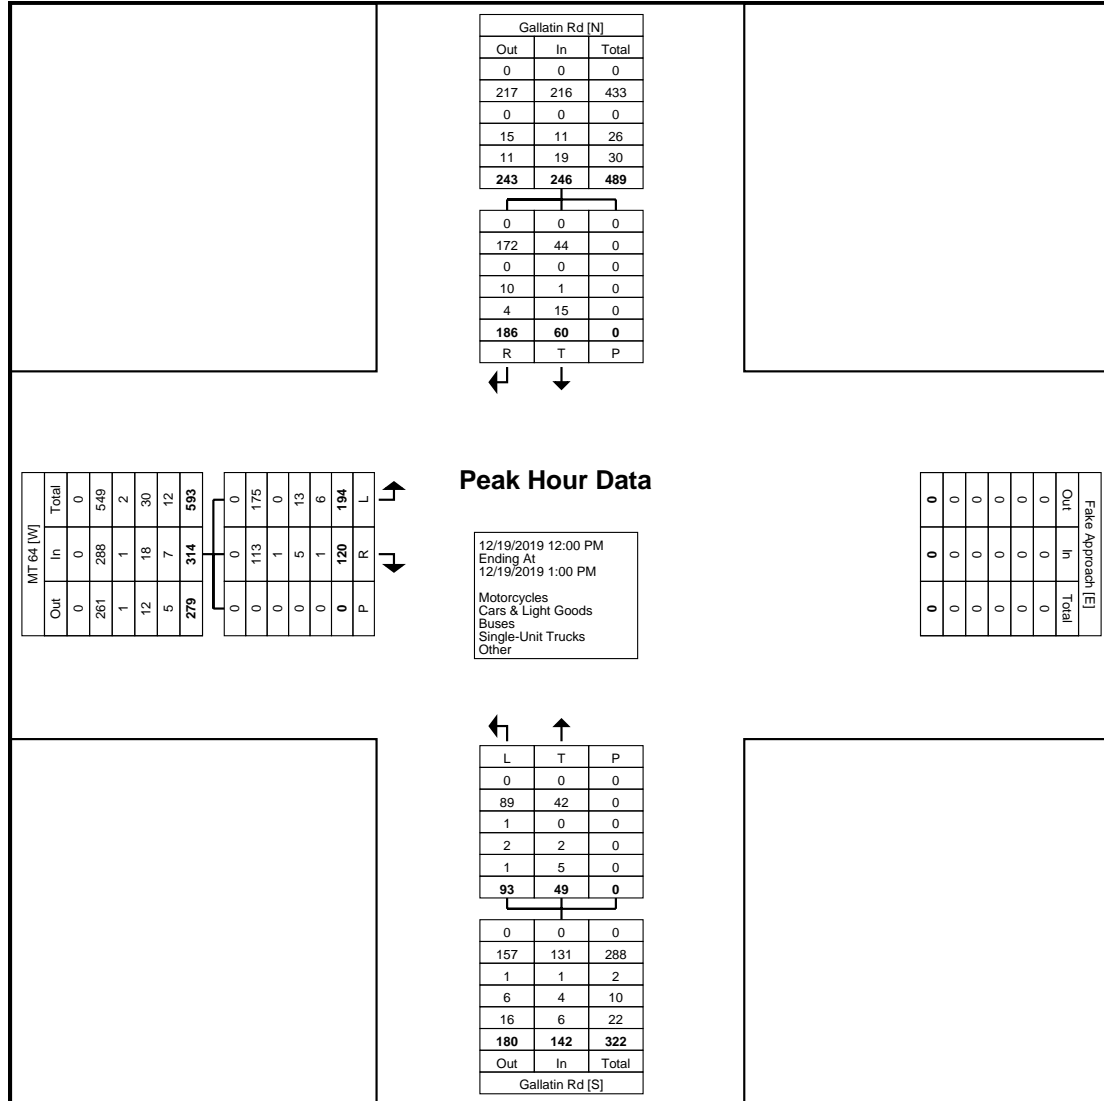 Gallatin Rd [N]
Out In Total
0 0 0
217 216 433
0 0 0
15 11 26
11 19 30
243 246 489
0 0 0
172 44 0
0 0 0
10 1 0
4 15 0
186 60 0
R T P
MT 64 [W]
Total 0 549 2 30 12 593
In 0 288 1 18 7 314
Out 0 261 1 12 5 279
0 175 0 13 6 194 L
0 113 1 5 1 120 R
0 0 0 0 0 0 P
Peak Hour Data
12/19/2019 12:00 PM
Ending At
12/19/2019 1:00 PM
Motorcycles
Cars & Light Goods
Buses
Single-Unit Trucks
Other
Fake Approach [E]
Out 0 0 0 0 0 0
In 0 0 0 0 0 0
Total 0 0 0 0 0 0
L T P
0 0 0
89 42 0
1 0 0
2 2 0
1 5 0
93 49 0
0 0 0
157 131 288
1 1 2
6 4 10
16 6 22
180 142 322
Out In Total
Gallatin Rd [S]